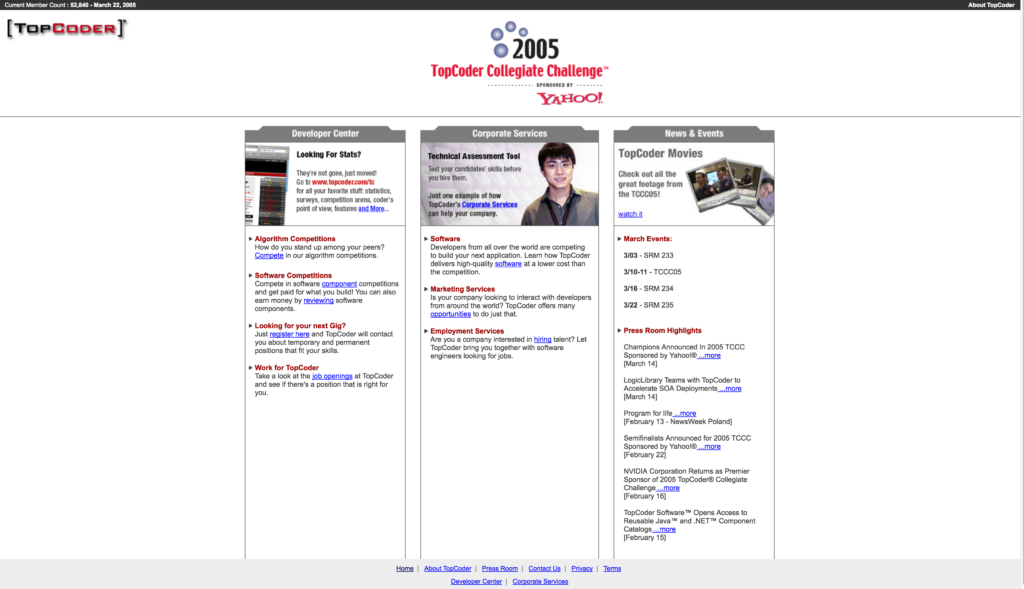 Current Member Count : 52,840 - March 22, 2005
About TopCoder
[TOPCODER]®
2005
TopCoder Collegiate Challenge™
SPONSORED BY
YAHOO!
Developer Center
Looking For Stats?
They're not gone, just moved!
Go to www.topcoder.com/tc
for all your favorite stuff: statistics,
surveys, competition arena, coder's
point of view, features and More...
Algorithm Competitions
How do you stand up among your peers?
Compete in our algorithm competitions.
Software Competitions
Compete in software component competitions
and get paid for what you build! You can also
earn money by reviewing software
components.
Looking for your next Gig?
Just register here and TopCoder will contact
you about temporary and permanent
positions that fit your skills.
Work for TopCoder
Take a look at the job openings at TopCoder
and see if there's a position that is right for
you.
Corporate Services
Technical Assessment Tool
Test your candidates' skills before
you hire them.
Just one example of how
TopCoder's Corporate Services
can help your company.
Software
Developers from all over the world are competing
to build your next application. Learn how TopCoder
delivers high-quality software at a lower cost than
the competition.
Marketing Services
Is your company looking to interact with developers
from around the world? TopCoder offers many
opportunities to do just that.
Employment Services
Are you a company interested in hiring talent? Let
TopCoder bring you together with software
engineers looking for jobs.
News & Events
TopCoder Movies
Check out all the
great footage from
the TCCC05!
watch it
March Events:
3/03 - SRM 233
3/10-11 - TCCC05
3/16 - SRM 234
3/22 - SRM 235
Press Room Highlights
Champions Announced In 2005 TCCC
Sponsored by Yahoo!® ...more
[March 14]
LogicLibrary Teams with TopCoder to
Accelerate SOA Deployments ...more
[March 14]
Program for life ...more
[February 13 - NewsWeek Poland]
Semifinalists Announced for 2005 TCCC
Sponsored by Yahoo!® ...more
[February 22]
NVIDIA Corporation Returns as Premier
Sponsor of 2005 TopCoder® Collegiate
Challenge ...more
[February 16]
TopCoder Software™ Opens Access to
Reusable Java™ and .NET™ Component
Catalogs ...more
[February 15]
Home | About TopCoder | Press Room | Contact Us | Privacy | Terms
Developer Center | Corporate Services